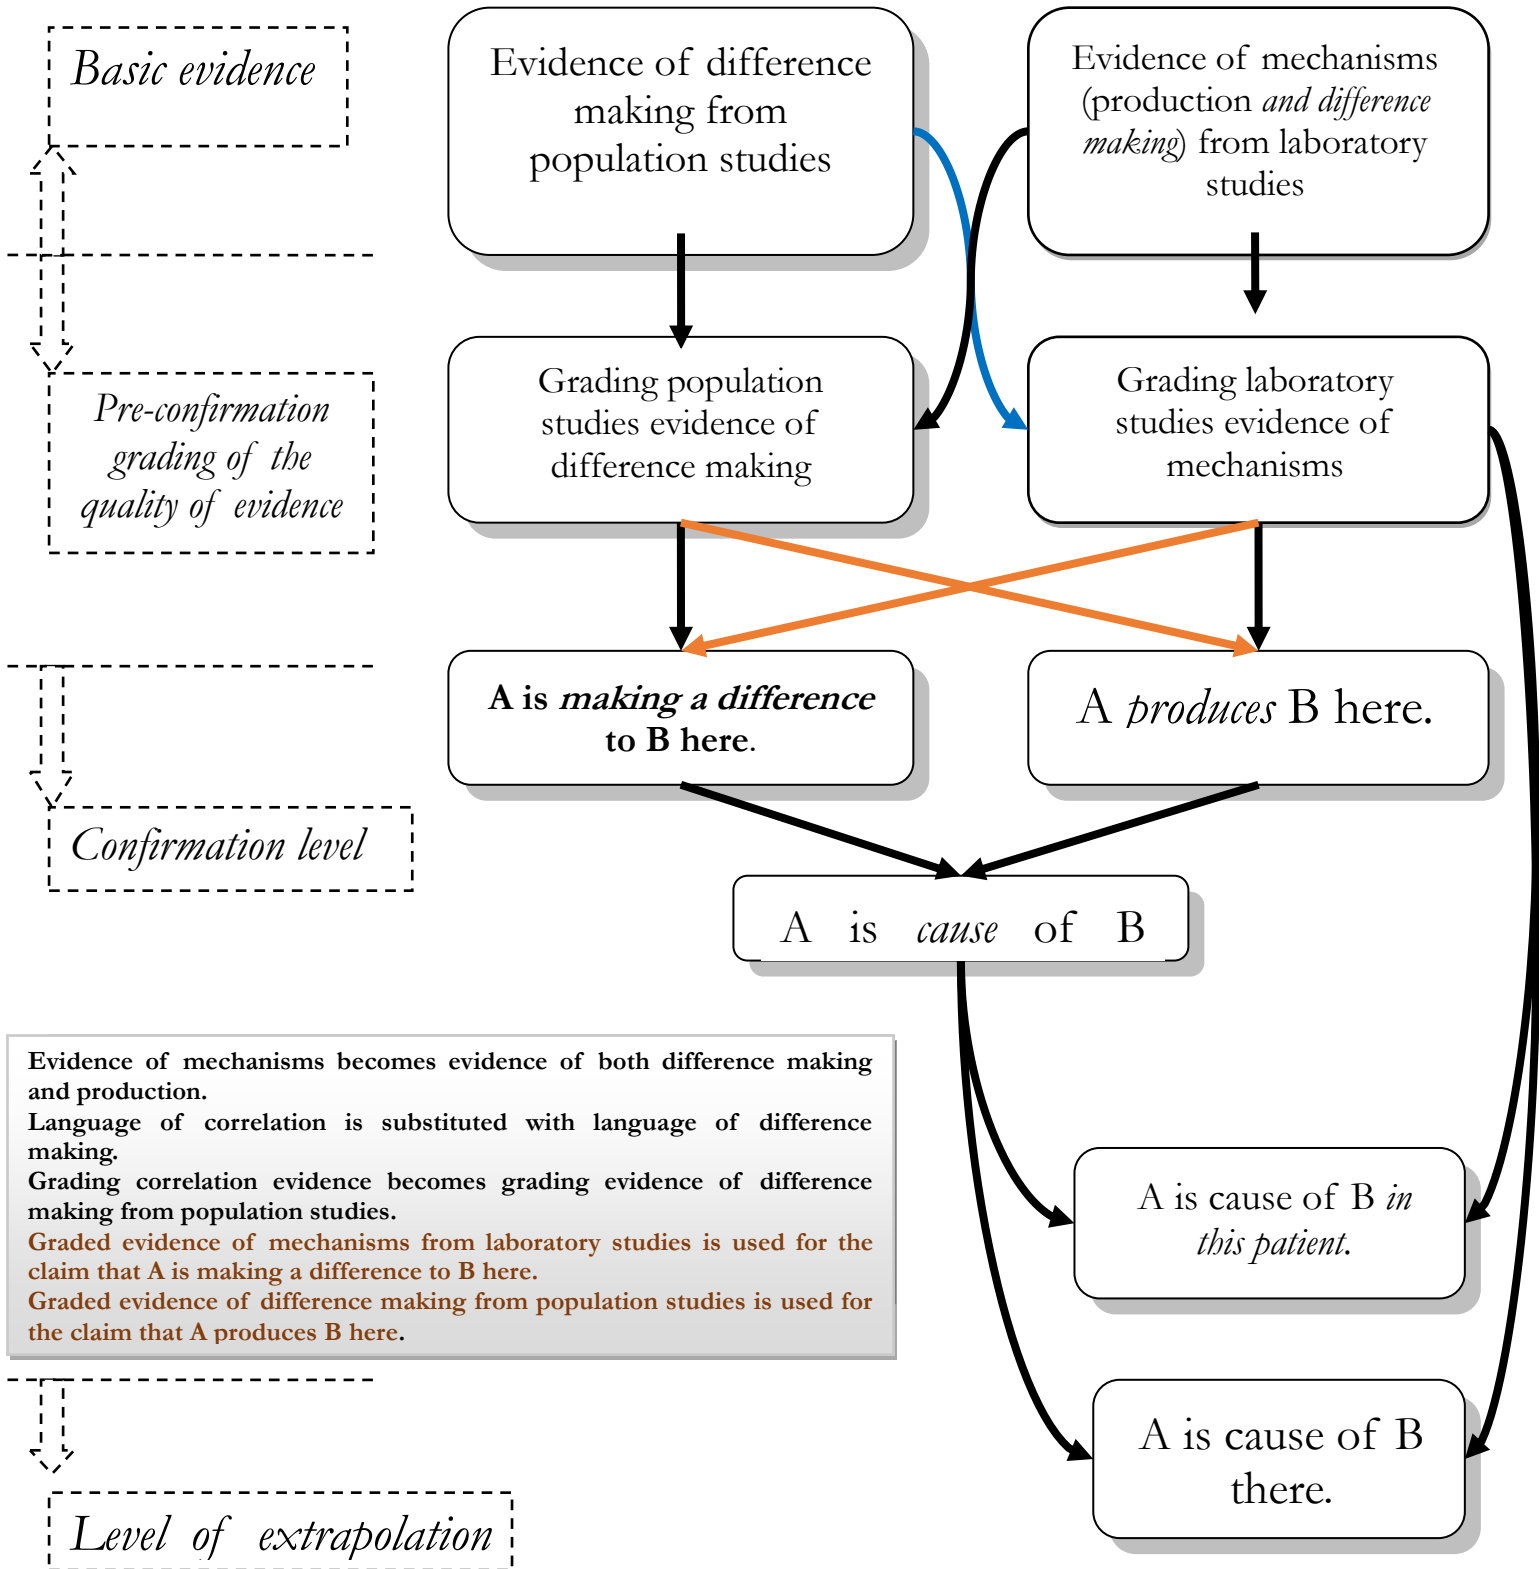 Basic evidence
Evidence of difference
making from
population studies
Evidence of mechanisms
(production and difference
making) from laboratory
studies
Pre-confirmation
grading of the
quality of evidence
Grading population
studies evidence of
difference making
Grading laboratory
studies evidence of
mechanisms
A is making a difference
to B here.
A produces B here.
Confirmation level
A is cause of B
Evidence of mechanisms becomes evidence of both difference making
and production.
Language of correlation is substituted with language of difference
making.
Grading correlation evidence becomes grading evidence of difference
making from population studies.
Graded evidence of mechanisms from laboratory studies is used for the
claim that A is making a difference to B here.
Graded evidence of difference making from population studies is used for
the claim that A produces B here.
A is cause of B in
this patient.
A is cause of B
there.
Level of extrapolation